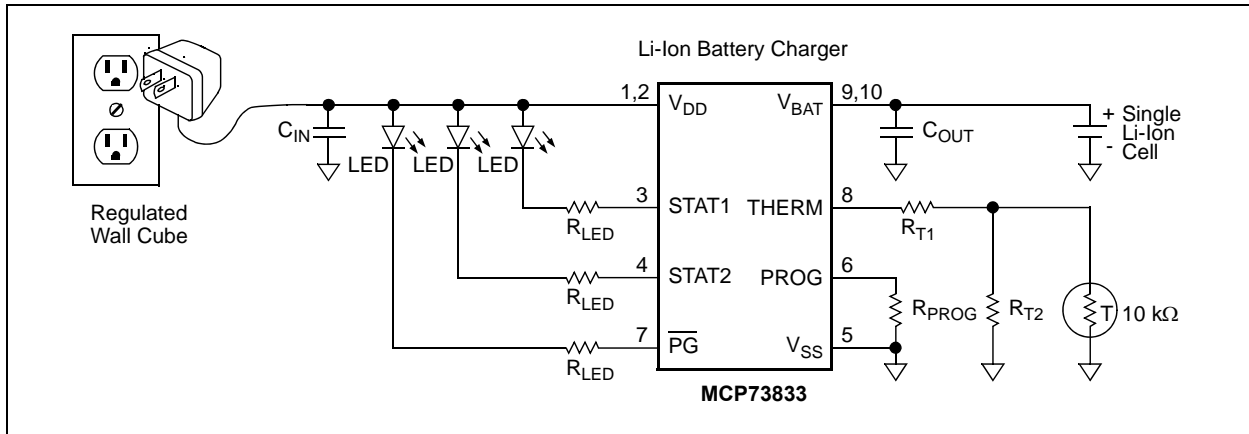 Li-Ion Battery Charger
1,2
V_DD
V_BAT
9,10
C_IN
C_OUT
+ Single
- Li-Ion
Cell
LED
LED
LED
Regulated
Wall Cube
R_LED
3
STAT1
THERM
8
R_T1
R_LED
4
STAT2
PROG
6
R_PROG
R_T2
T
10 kΩ
R_LED
7
P̅G̅
V_SS
5
MCP73833